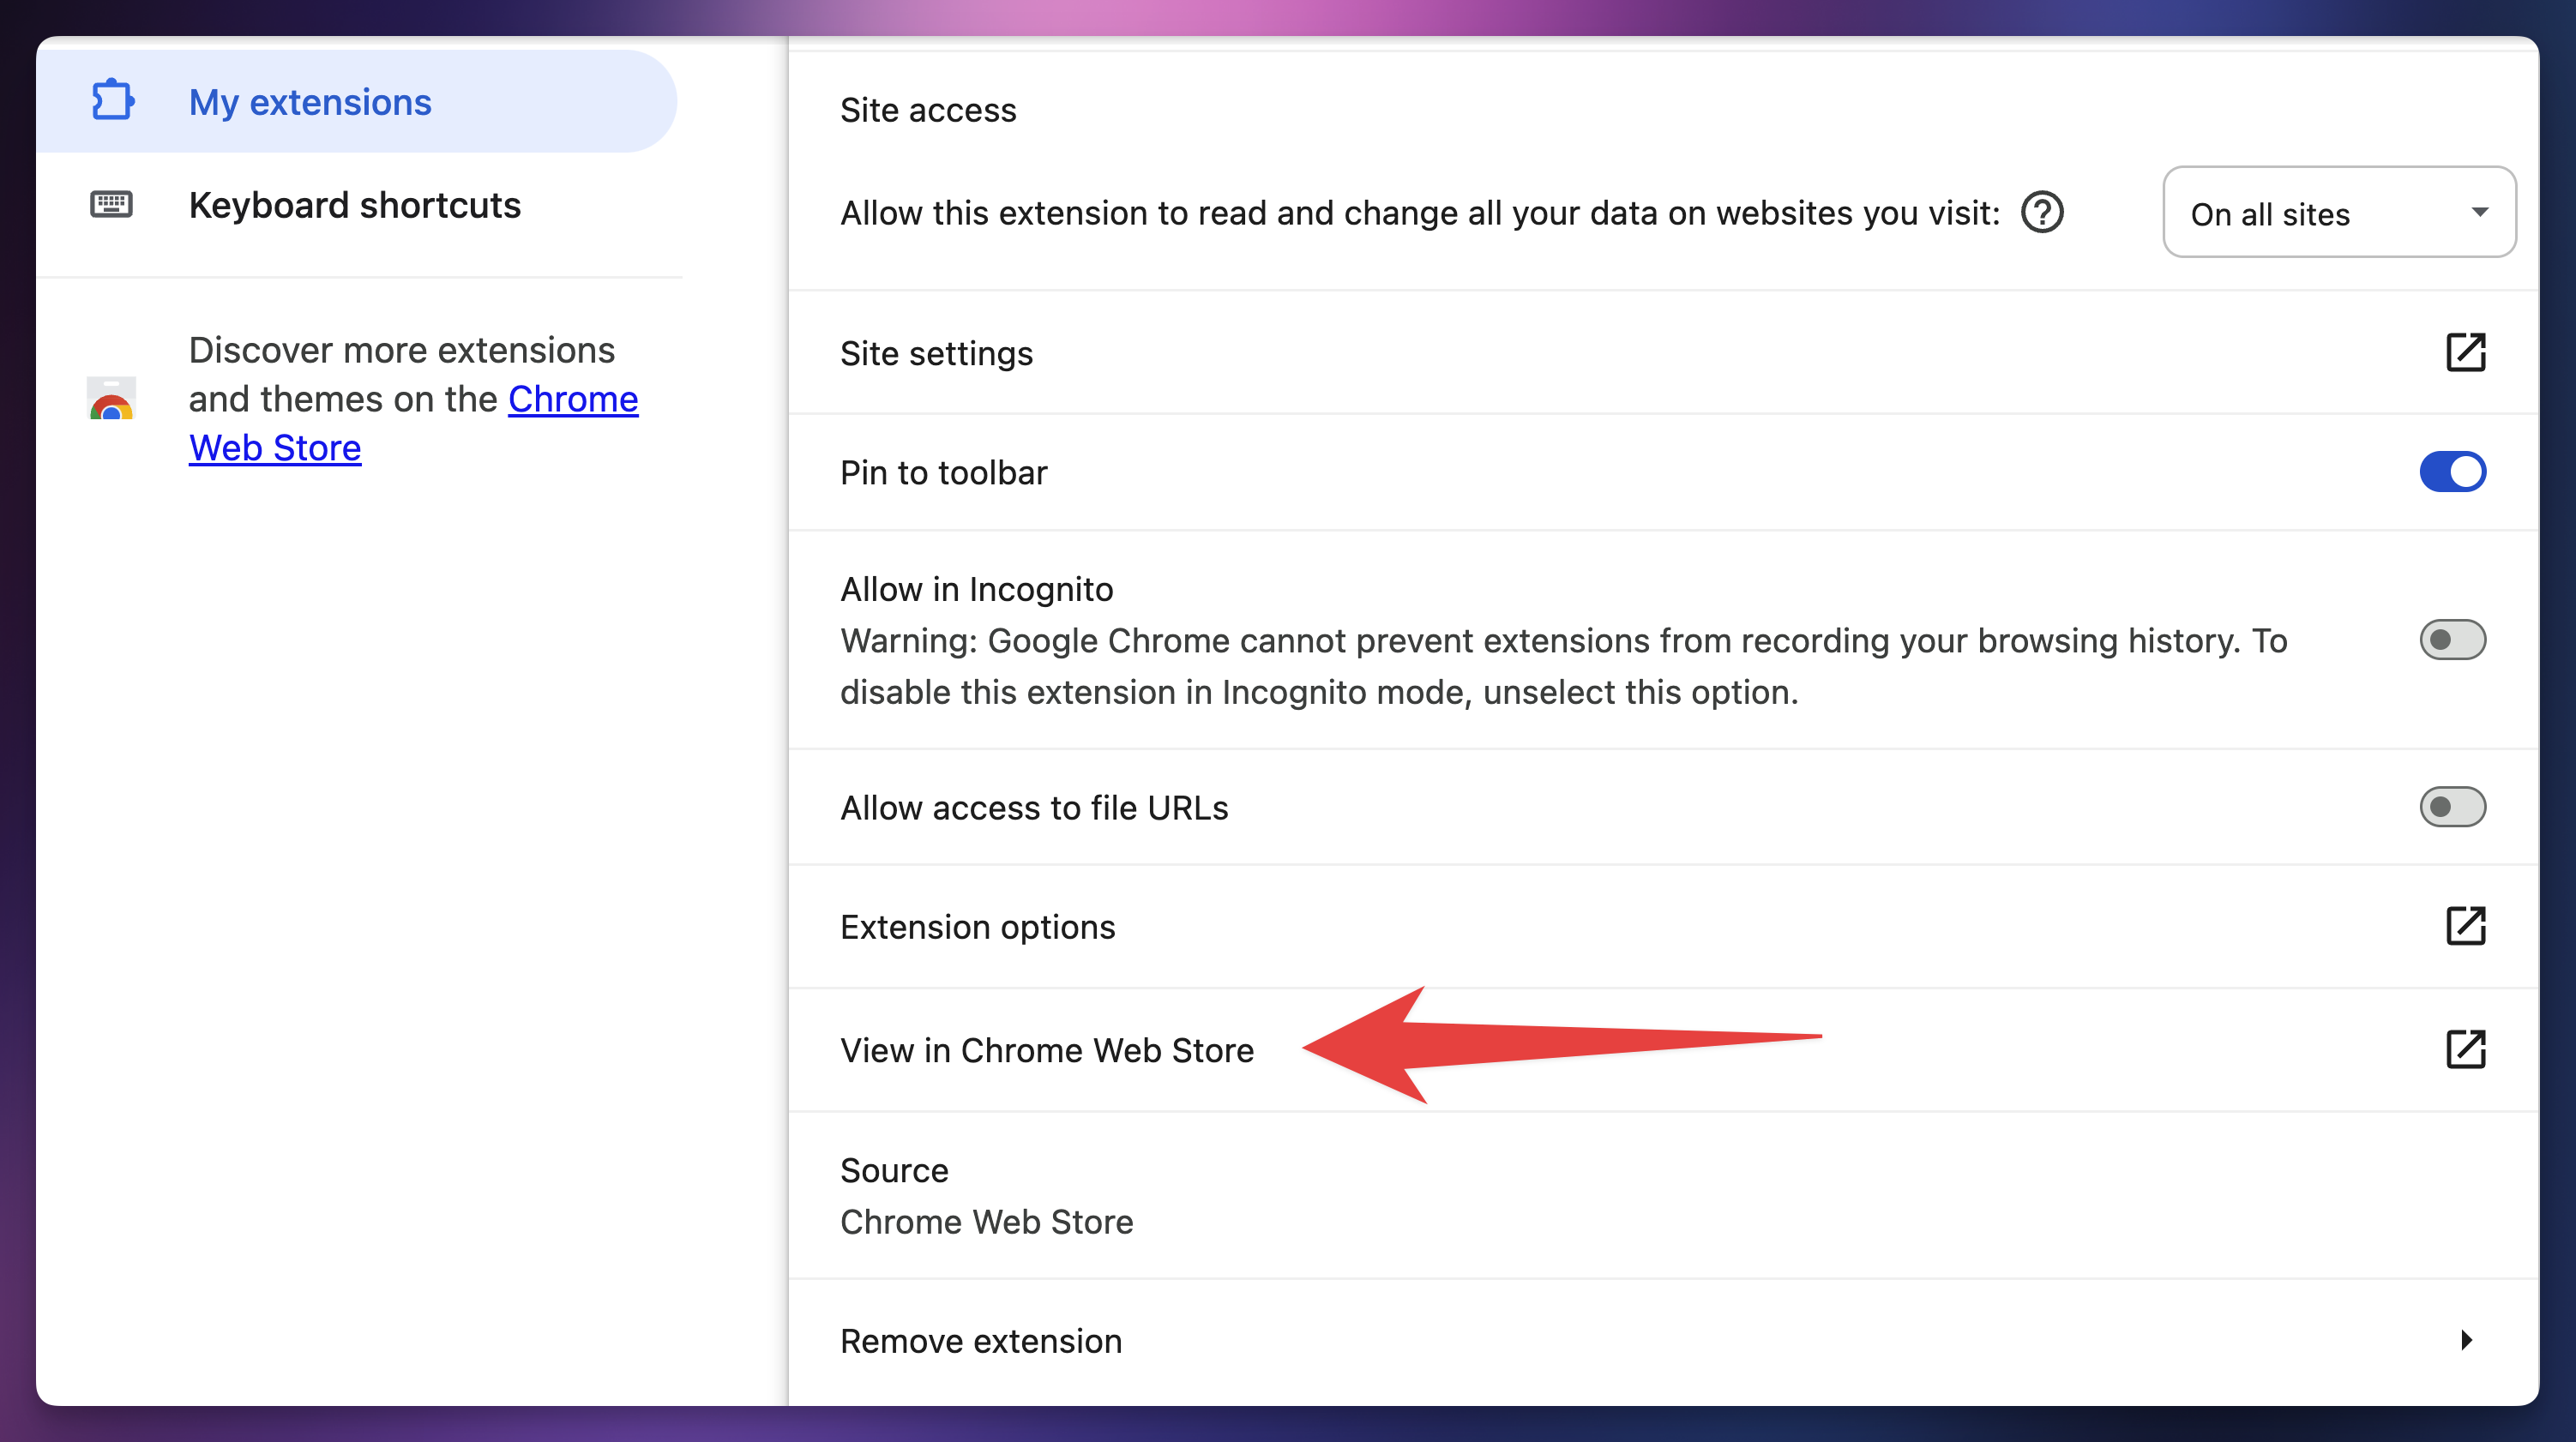 My extensions
Keyboard shortcuts
Discover more extensions
and themes on the Chrome
Web Store
Site access
Allow this extension to read and change all your data on websites you visit:
On all sites
Site settings
Pin to toolbar
Allow in Incognito
Warning: Google Chrome cannot prevent extensions from recording your browsing history. To
disable this extension in Incognito mode, unselect this option.
Allow access to file URLs
Extension options
View in Chrome Web Store
Source
Chrome Web Store
Remove extension